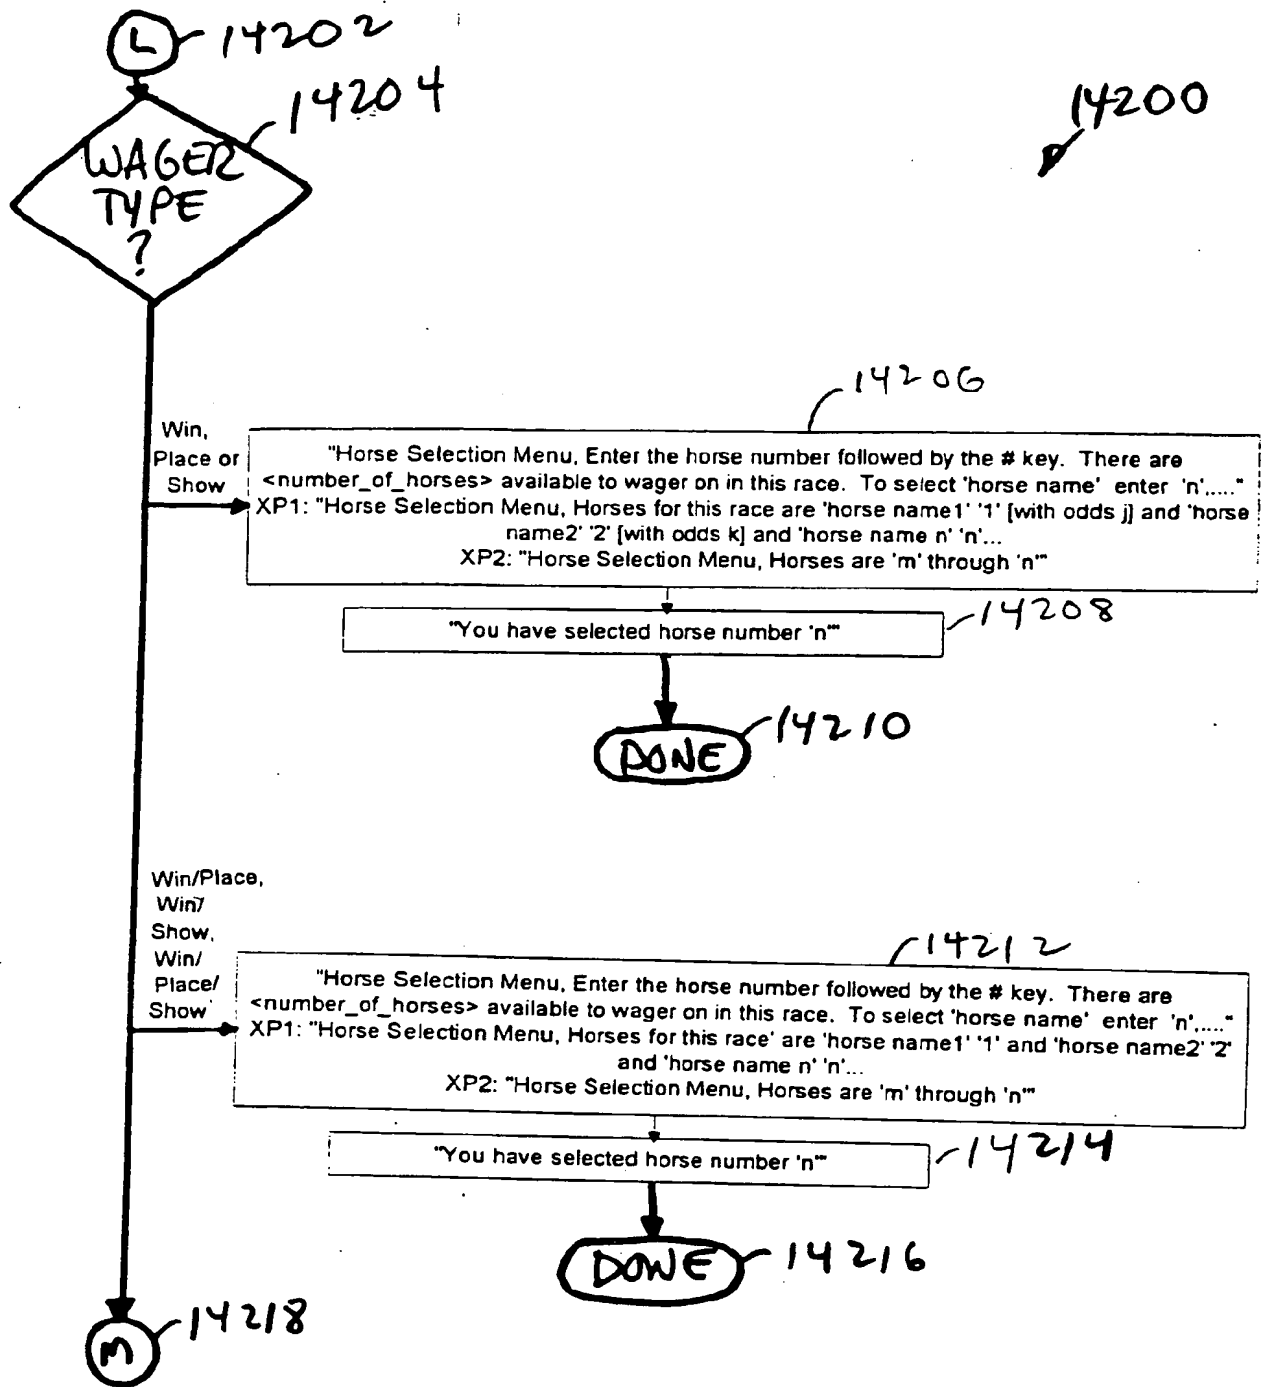 L 14202
14204
14200
WAGER
TYPE
?
14206
Win,
Place or
Show
"Horse Selection Menu, Enter the horse number followed by the # key. There are
<number_of_horses> available to wager on in this race. To select 'horse name' enter 'n',...."
XP1: "Horse Selection Menu, Horses for this race are 'horse name1' '1' [with odds j] and 'horse
name2' '2' [with odds k] and 'horse name n' 'n'...
XP2: "Horse Selection Menu, Horses are 'm' through 'n'"
14208
"You have selected horse number 'n'"
14210
DONE
Win/Place,
Win/
Show,
Win/
Place/
Show
14212
"Horse Selection Menu, Enter the horse number followed by the # key. There are
<number_of_horses> available to wager on in this race. To select 'horse name' enter 'n',...."
XP1: "Horse Selection Menu, Horses for this race' are 'horse name1' '1' and 'horse name2' '2'
and 'horse name n' 'n'...
XP2: "Horse Selection Menu, Horses are 'm' through 'n'"
"You have selected horse number 'n'"
14214
DONE
14216
14218
M